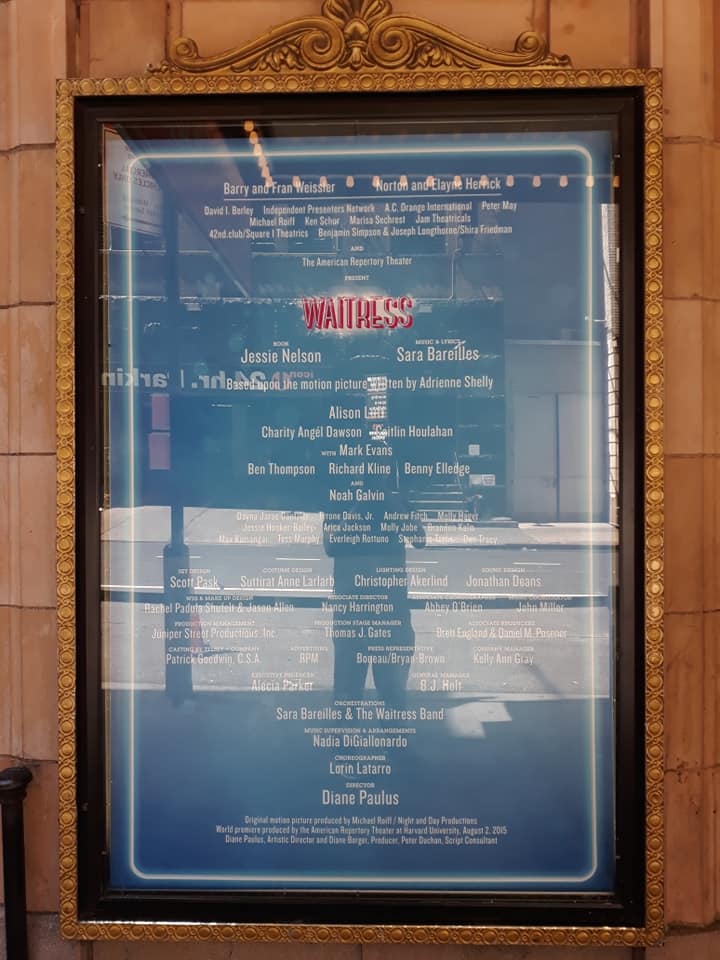 Barry and Fran Weissler Norton and Elayne Herrick
David I. Berley Independent Presenters Network A.C. Orange International Peter May
Michael Roiff Ken Schur Marisa Sechrest Jam Theatricals
42nd.club/Square 1 Theatrics Benjamin Simpson & Joseph Longthorne/Shira Friedman
AND
The American Repertory Theater
PRESENT
WAITRESS
BOOK MUSIC & LYRICS
Jessie Nelson Sara Bareilles
Based upon the motion picture written by Adrienne Shelly
Alison
Charity Angél Dawson Caitlin Houlahan
WITH Mark Evans
Ben Thompson Richard Kline Benny Elledge
AND
Noah Galvin
Tyrone Davis, Jr. Andrew Fitch Molly Hager
Jessie Hooker-Bailey Arica Jackson Molly Jobe Brandon Kalm
Max Kumangai Tess Murphy Everleigh Rottuno Stephanie Torns Dan Tracy
SET DESIGN COSTUME DESIGN LIGHTING DESIGN SOUND DESIGN
Scott Pask Suttirat Anne Larlarb Christopher Akerlind Jonathan Deans
WIG & MAKE UP DESIGN ASSOCIATE DIRECTOR
Rachel Padula Shufelt & Jason Allen Nancy Harrington Abbey O'Brien John Miller
PRODUCTION MANAGEMENT PRODUCTION STAGE MANAGER ASSOCIATE PRODUCERS
Juniper Street Productions, Inc. Thomas J. Gates Brett England & Daniel M. Posener
CASTING BY TELSEY + COMPANY ADVERTISING PRESS REPRESENTATIVE COMPANY MANAGER
Patrick Goodwin, C.S.A. RPM Boneau/Bryan-Brown Kelly Ann Gray
EXECUTIVE PRODUCER GENERAL MANAGER
Alecia Parker B.J. Holt
ORCHESTRATIONS
Sara Bareilles & The Waitress Band
MUSIC SUPERVISION & ARRANGEMENTS
Nadia DiGiallonardo
CHOREOGRAPHER
Lorin Latarro
DIRECTOR
Diane Paulus
Original motion picture produced by Michael Roiff / Night and Day Productions
World premiere produced by the American Repertory Theater at Harvard University, August 2, 2015
Diane Paulus, Artistic Director and Diane Borger, Producer, Peter Duchan, Script Consultant